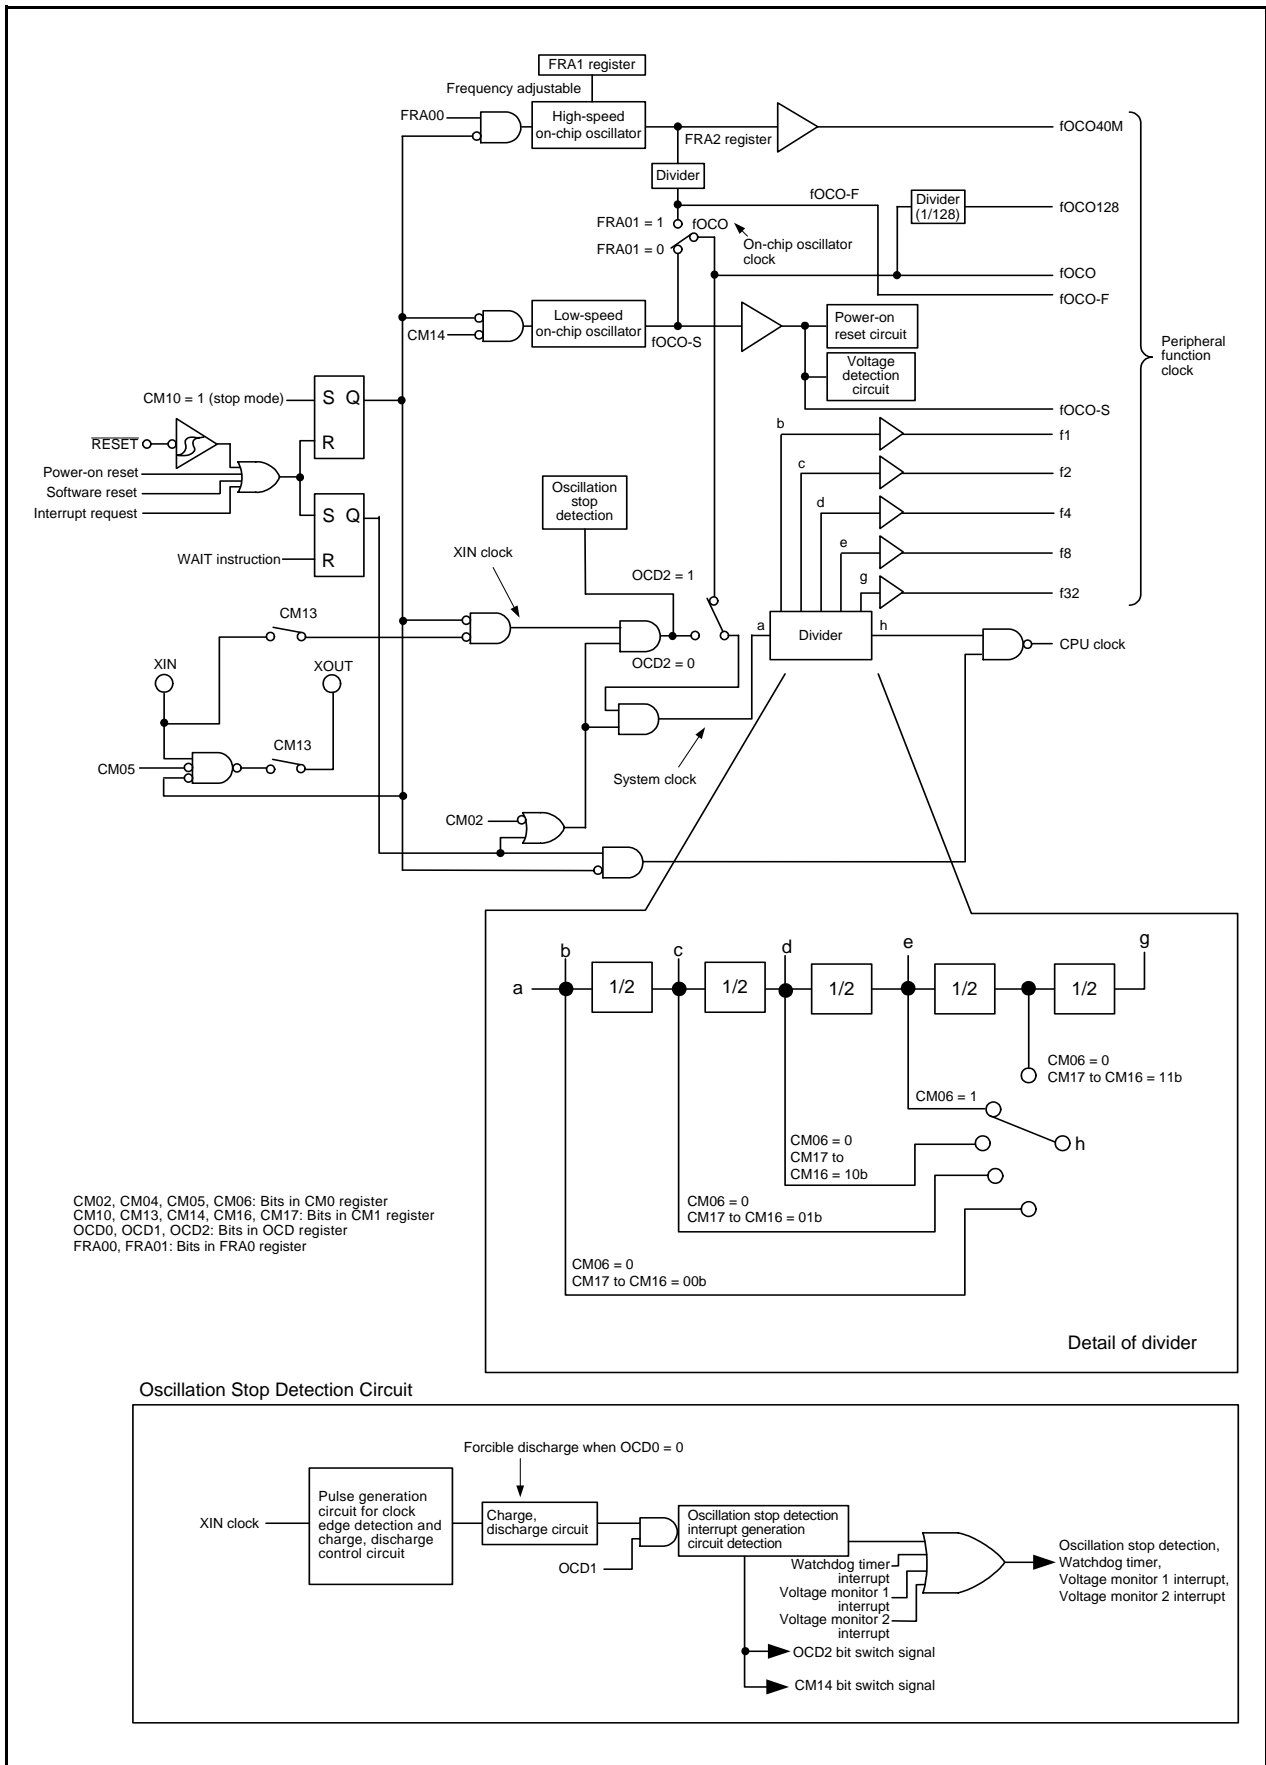 FRA1 register
Frequency adjustable
FRA00
High-speed
on-chip oscillator
FRA2 register
fOCO40M
Divider
fOCO-F
Divider
(1/128)
fOCO128
FRA01 = 1
fOCO
FRA01 = 0
On-chip oscillator
clock
fOCO
fOCO-F
Low-speed
on-chip oscillator
CM14
fOCO-S
Power-on
reset circuit
Voltage
detection
circuit
Peripheral
function
clock
fOCO-S
CM10 = 1 (stop mode)
S Q
R
RESET
Power-on reset
Software reset
Interrupt request
S Q
R
WAIT instruction
b
f1
c
f2
d
f4
e
f8
g
f32
Oscillation
stop
detection
XIN clock
OCD2 = 1
OCD2 = 0
a
Divider
h
CPU clock
CM13
XIN
XOUT
CM13
CM05
System clock
CM02
b
c
d
e
g
a
1/2
1/2
1/2
1/2
1/2
CM06 = 0
CM17 to CM16 = 11b
CM06 = 1
h
CM06 = 0
CM17 to
CM16 = 10b
CM06 = 0
CM17 to CM16 = 01b
CM06 = 0
CM17 to CM16 = 00b
Detail of divider
CM02, CM04, CM05, CM06: Bits in CM0 register
CM10, CM13, CM14, CM16, CM17: Bits in CM1 register
OCD0, OCD1, OCD2: Bits in OCD register
FRA00, FRA01: Bits in FRA0 register
Oscillation Stop Detection Circuit
Forcible discharge when OCD0 = 0
XIN clock
Pulse generation
circuit for clock
edge detection and
charge, discharge
control circuit
Charge,
discharge circuit
OCD1
Oscillation stop detection
interrupt generation
circuit detection
Watchdog timer
interrupt
Voltage monitor 1
interrupt
Voltage monitor 2
interrupt
Oscillation stop detection,
Watchdog timer,
Voltage monitor 1 interrupt,
Voltage monitor 2 interrupt
OCD2 bit switch signal
CM14 bit switch signal